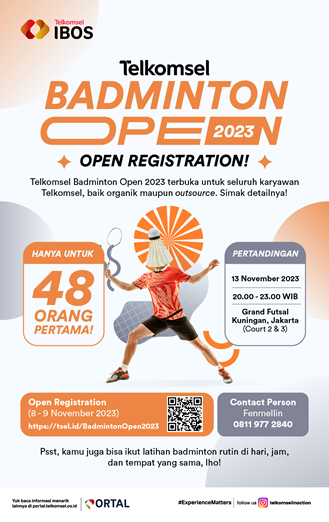 Telkomsel
IBOS
Telkomsel
BADMINTON
OPEN 2023
OPEN REGISTRATION!
Telkomsel Badminton Open 2023 terbuka untuk seluruh karyawan
Telkomsel, baik organik maupun outsource. Simak detailnya!
HANYA UNTUK
48
ORANG
PERTAMA!
PERTANDINGAN
13 November 2023
20.00 - 23.00 WIB
Grand Futsal
Kuningan, Jakarta
(Court 2 & 3)
Open Registration
(8 - 9 November 2023)
https://tsel.id/BadmintonOpen2023
Contact Person
Fenmellin
0811 977 2840
Psst, kamu juga bisa ikut latihan badminton rutin di hari, jam,
dan tempat yang sama, lho!
Yuk baca informasi menarik
lainnya di portal.telkomsel.co.id
PORTAL
#ExperienceMatters
follow us
telkomselinaction